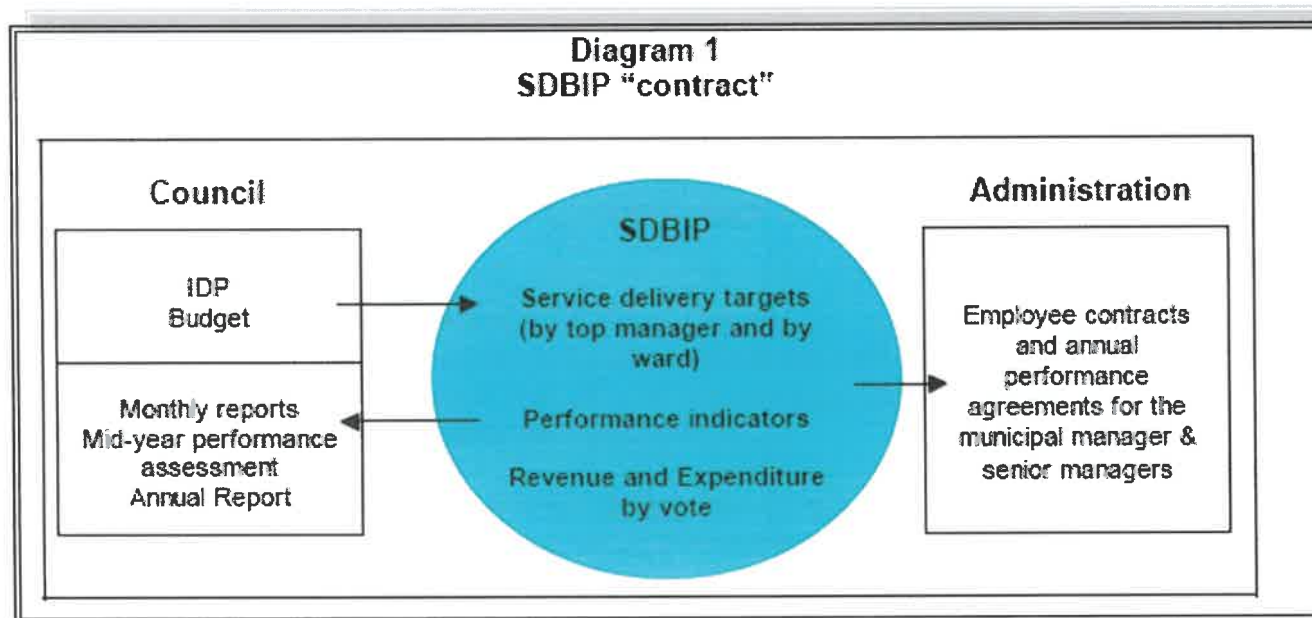 Diagram 1
SDBIP “contract”
Council
IDP
Budget
Monthly reports
Mid-year performance
assessment
Annual Report
SDBIP
Service delivery targets
(by top manager and by
ward)
Performance indicators
Revenue and Expenditure
by vote
Administration
Employee contracts
and annual
performance
agreements for the
municipal manager &
senior managers